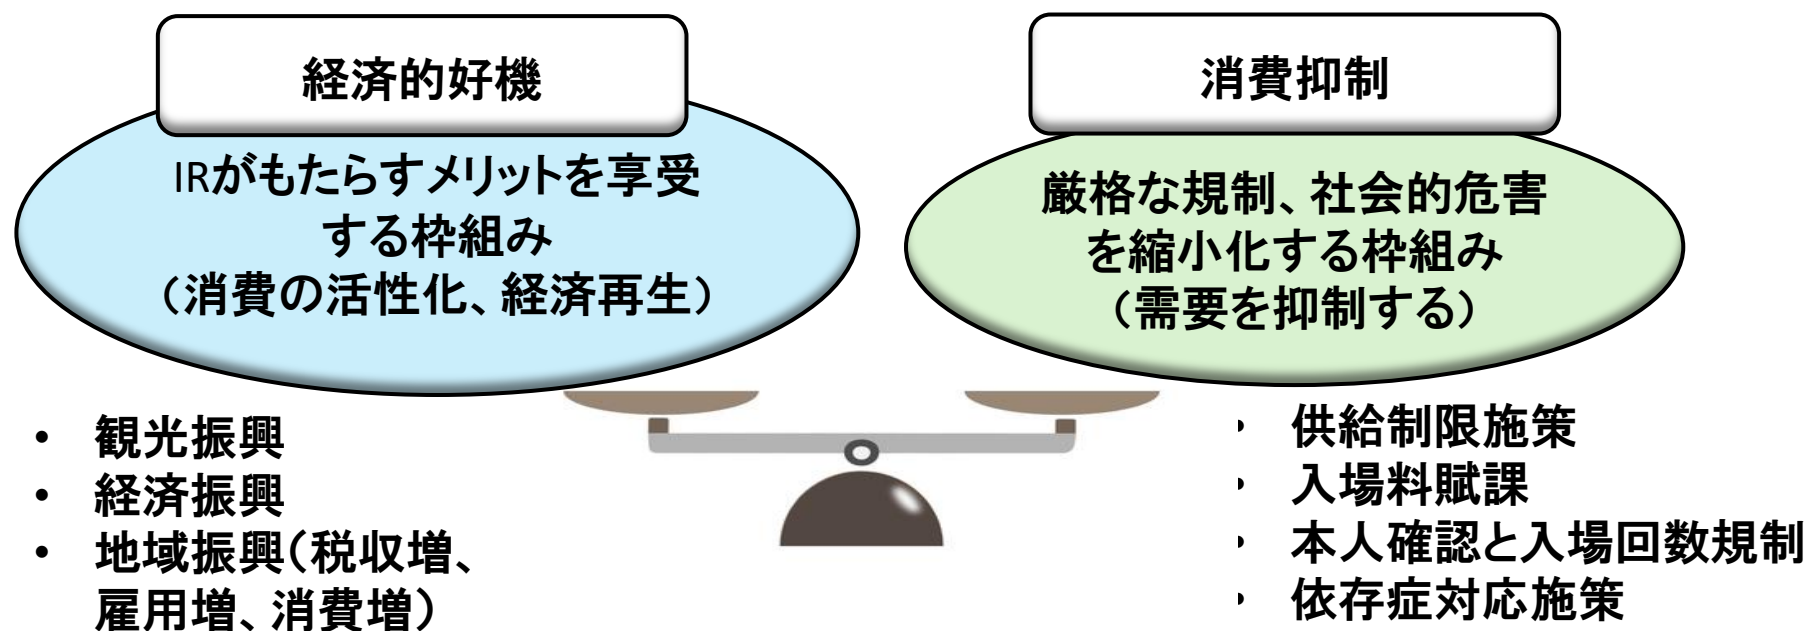 経済的好機
IRがもたらすメリットを享受
する枠組み
（消費の活性化、経済再生）
• 観光振興
• 経済振興
• 地域振興（税収増、
雇用増、消費増）
消費抑制
厳格な規制、社会的危害
を縮小化する枠組み
（需要を抑制する）
• 供給制限施策
• 入場料賦課
• 本人確認と入場回数規制
• 依存症対応施策